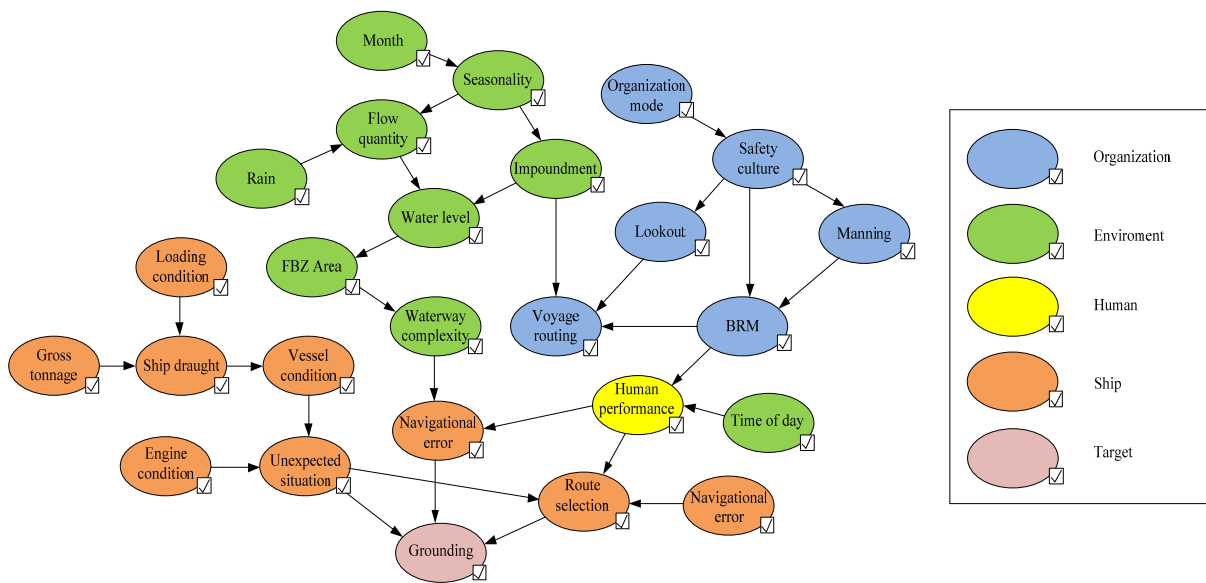 Month
Seasonality
Organization
mode
Flow
quantity
Safety
culture
Rain
Impoundment
Water level
Lookout
Manning
Loading
condition
FBZ Area
Waterway
complexity
Voyage
routing
BRM
Gross
tonnage
Ship draught
Vessel
condition
Human
performance
Time of day
Navigational
error
Engine
condition
Unexpected
situation
Route
selection
Navigational
error
Grounding
Organization
Enviroment
Human
Ship
Target